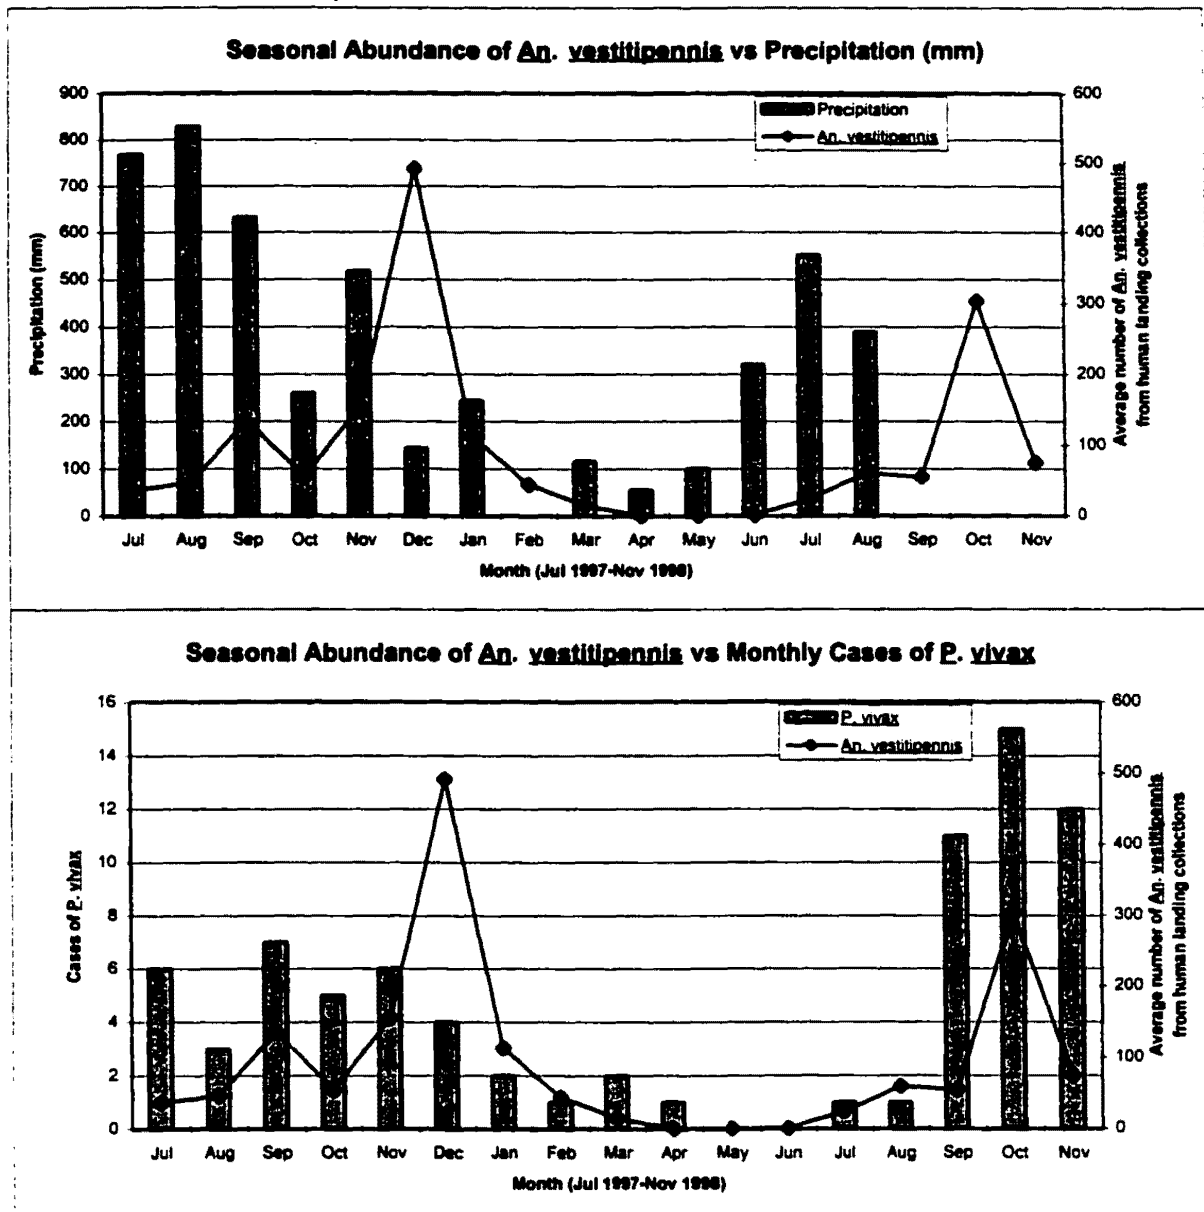 Seasonal Abundance of An. vestitipennis vs Precipitation (mm)
900
800
700
600
500
400
300
200
100
0
Precipitation (mm)
Precipitation
An. vestitipennis
600
500
400
300
200
100
0
Average number of An. vestitipennis
from human landing collections
Jul Aug Sep Oct Nov Dec Jan Feb Mar Apr May Jun Jul Aug Sep Oct Nov
Month (Jul 1997-Nov 1998)
Seasonal Abundance of An. vestitipennis vs Monthly Cases of P. vivax
16
14
12
10
8
6
4
2
0
Cases of P. vivax
P. vivax
An. vestitipennis
600
500
400
300
200
100
0
Average number of An. vestitipennis
from human landing collections
Jul Aug Sep Oct Nov Dec Jan Feb Mar Apr May Jun Jul Aug Sep Oct Nov
Month (Jul 1997-Nov 1998)